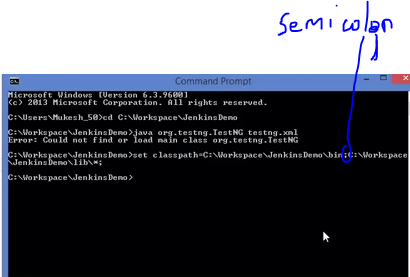 Semicolon
Command Prompt
Microsoft Windows [Version 6.3.9600]
(c) 2013 Microsoft Corporation. All rights reserved.
C:\Users\Mukesh_50>cd C:\Workspace\JenkinsDemo
C:\Workspace\JenkinsDemo>java org.testng.TestNG testng.xml
Error: Could not find or load main class org.testng.TestNG
C:\Workspace\JenkinsDemo>set classpath=C:\Workspace\JenkinsDemo\bin;C:\Workspace
\JenkinsDemo\lib\*;
C:\Workspace\JenkinsDemo>